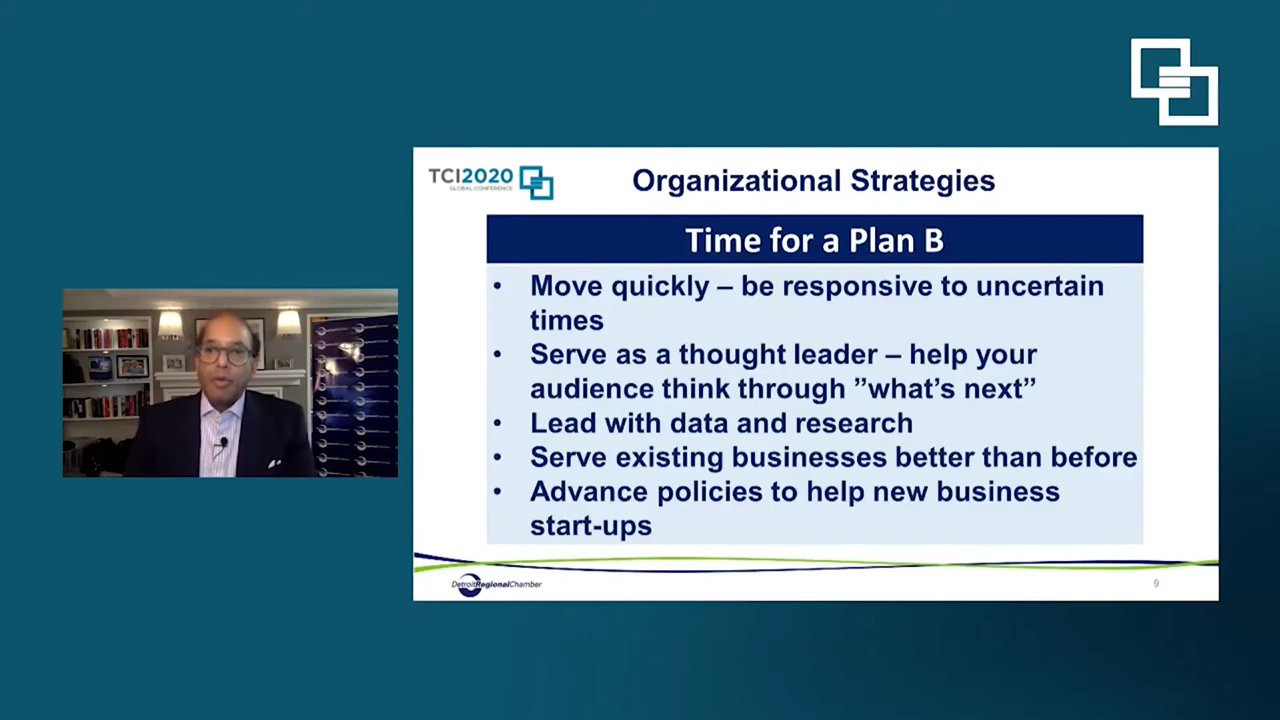 TCI2020
GLOBAL CONFERENCE
Organizational Strategies
Time for a Plan B
• Move quickly – be responsive to uncertain
times
• Serve as a thought leader – help your
audience think through ”what’s next”
• Lead with data and research
• Serve existing businesses better than before
• Advance policies to help new business
start-ups
DetroitRegionalChamber
9